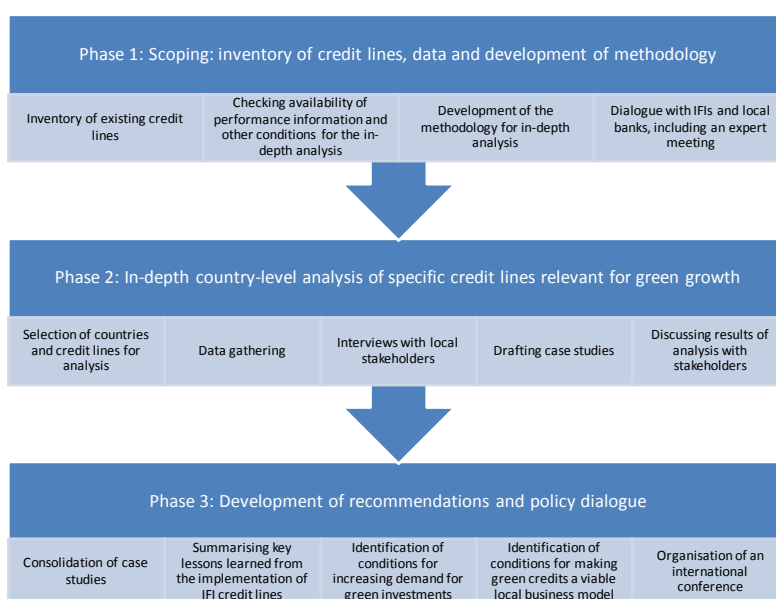 Phase 1: Scoping: inventory of credit lines, data and development of methodology
Inventory of existing credit
lines
Checking availability of
performance information and
other conditions for the in-
depth analysis
Development of the
methodology for in-depth
analysis
Dialogue with IFIs and local
banks, including an expert
meeting
Phase 2: In-depth country-level analysis of specific credit lines relevant for green growth
Selection of countries
and credit lines for
analysis
Data gathering
Interviews with local
stakeholders
Drafting case studies
Discussing results of
analysis with
stakeholders
Phase 3: Development of recommendations and policy dialogue
Consolidation of case
studies
Summarising key
lessons learned from
the implementation of
IFI credit lines
Identification of
conditions for
increasing demand for
green investments
Identification of
conditions for making
green credits a viable
local business model
Organisation of an
international
conference